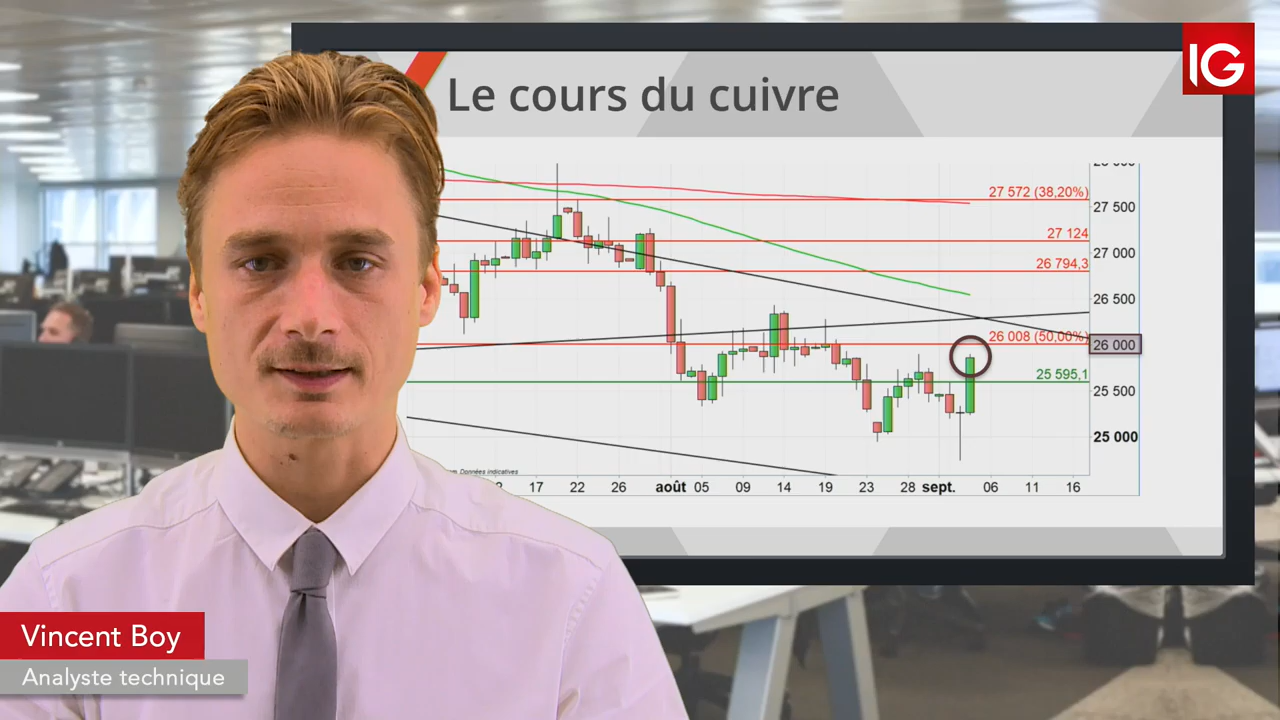 IG
Le cours du cuivre
27 572 (38,20%)
27 500
27 124
27 000
26 794,3
26 500
26 008 (50,00%)
26 000
25 595,1
25 500
25 000
Données indicatives
17 22 26 août 05 09 14 19 23 28 sept. 06 11 16
Vincent Boy
Analyste technique